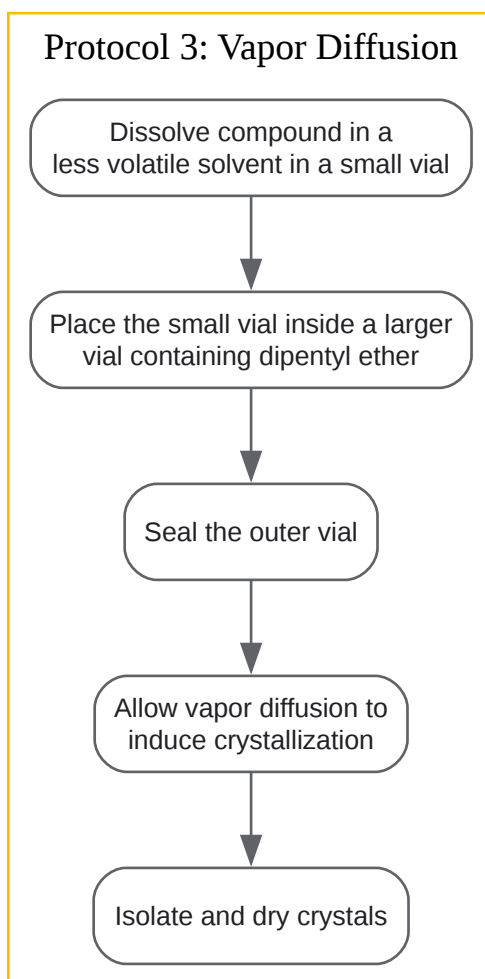 Protocol 3: Vapor Diffusion
Dissolve compound in a
less volatile solvent in a small vial
Place the small vial inside a larger
vial containing dipentyl ether
Seal the outer vial
Allow vapor diffusion to
induce crystallization
Isolate and dry crystals